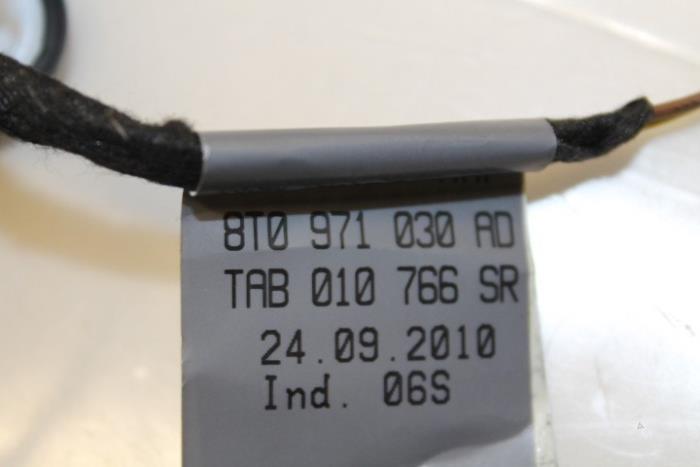 8T0 971 030 AD
TAB 010 766 SR
24.09.2010
Ind. 06S